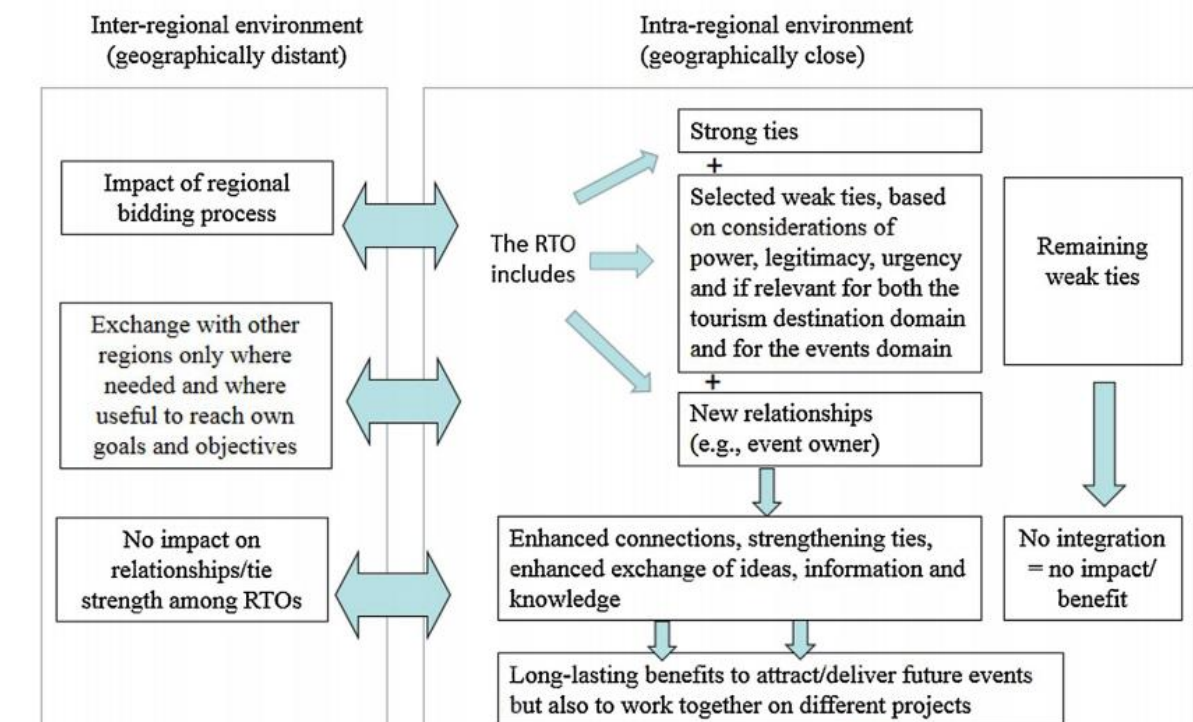 Inter-regional environment
(geographically distant)
Intra-regional environment
(geographically close)
Impact of regional
bidding process
Exchange with other
regions only where
needed and where
useful to reach own
goals and objectives
No impact on
relationships/tie
strength among RTOs
The RTO
includes
Strong ties
+
Selected weak ties, based
on considerations of
power, legitimacy, urgency
and if relevant for both the
tourism destination domain
and for the events domain
+
New relationships
(e.g., event owner)
Remaining
weak ties
Enhanced connections, strengthening ties,
enhanced exchange of ideas, information and
knowledge
No integration
= no impact/
benefit
Long-lasting benefits to attract/deliver future events
but also to work together on different projects